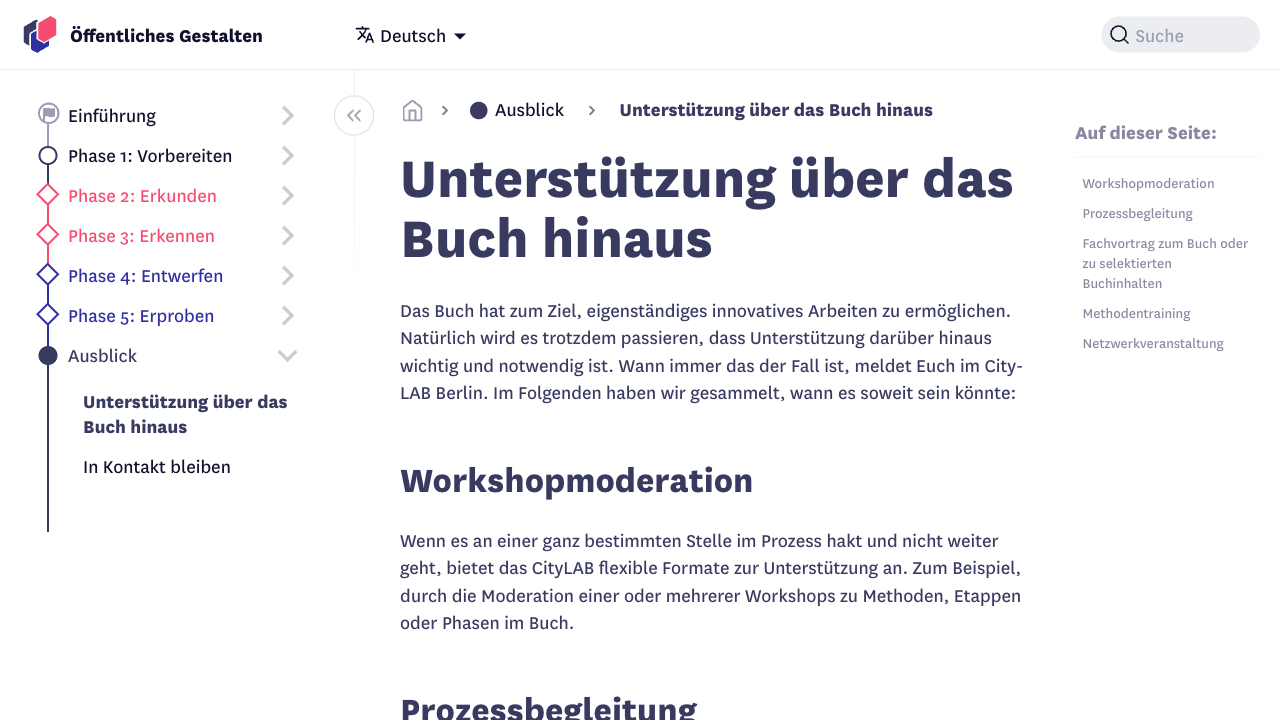 Öffentliches Gestalten
Deutsch
Suche
Einführung
Phase 1: Vorbereiten
Phase 2: Erkunden
Phase 3: Erkennen
Phase 4: Entwerfen
Phase 5: Erproben
Ausblick
Unterstützung über das
Buch hinaus
In Kontakt bleiben
Ausblick
Unterstützung über das Buch hinaus
Unterstützung über das
Buch hinaus
Das Buch hat zum Ziel, eigenständiges innovatives Arbeiten zu ermöglichen.
Natürlich wird es trotzdem passieren, dass Unterstützung darüber hinaus
wichtig und notwendig ist. Wann immer das der Fall ist, meldet Euch im City-
LAB Berlin. Im Folgenden haben wir gesammelt, wann es soweit sein könnte:
Workshopmoderation
Wenn es an einer ganz bestimmten Stelle im Prozess hakt und nicht weiter
geht, bietet das CityLAB flexible Formate zur Unterstützung an. Zum Beispiel,
durch die Moderation einer oder mehrerer Workshops zu Methoden, Etappen
oder Phasen im Buch.
Prozessbegleitung
Auf dieser Seite:
Workshopmoderation
Prozessbegleitung
Fachvortrag zum Buch oder
zu selektierten
Buchinhalten
Methodentraining
Netzwerkveranstaltung